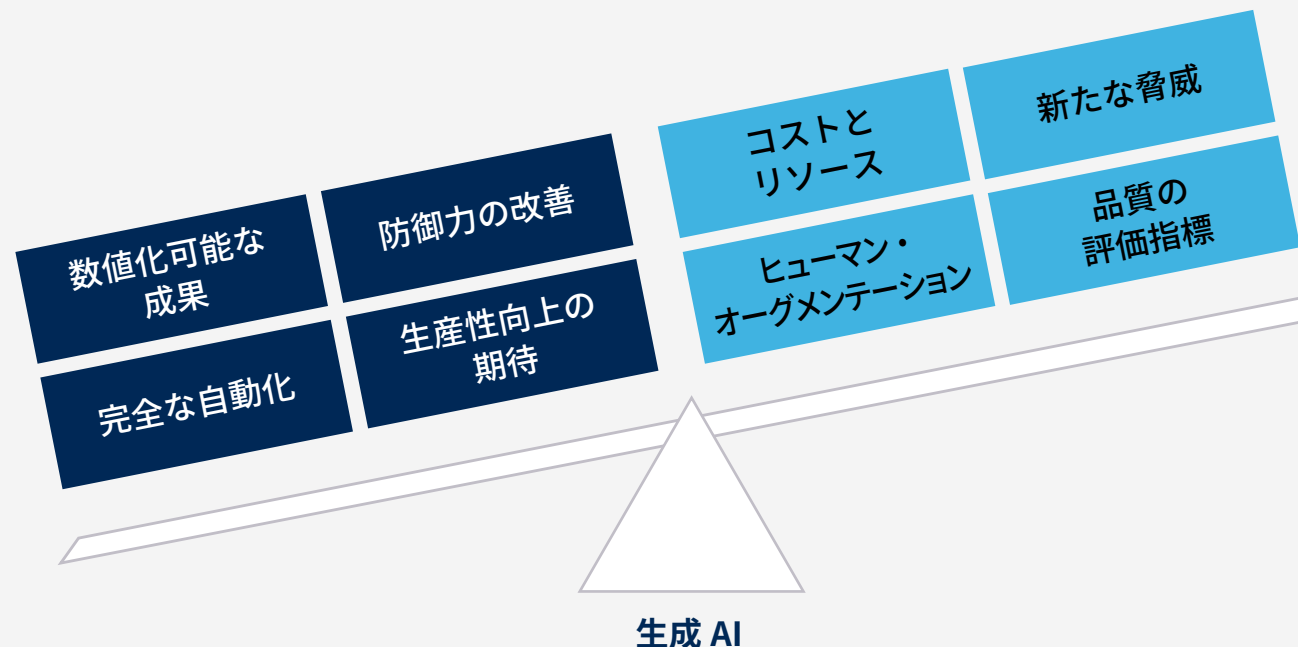 数値化可能な
成果
防御力の改善
完全な自動化
生産性向上の
期待
コストと
リソース
新たな脅威
ヒューマン・
オーグメンテーション
品質の
評価指標
生成 AI